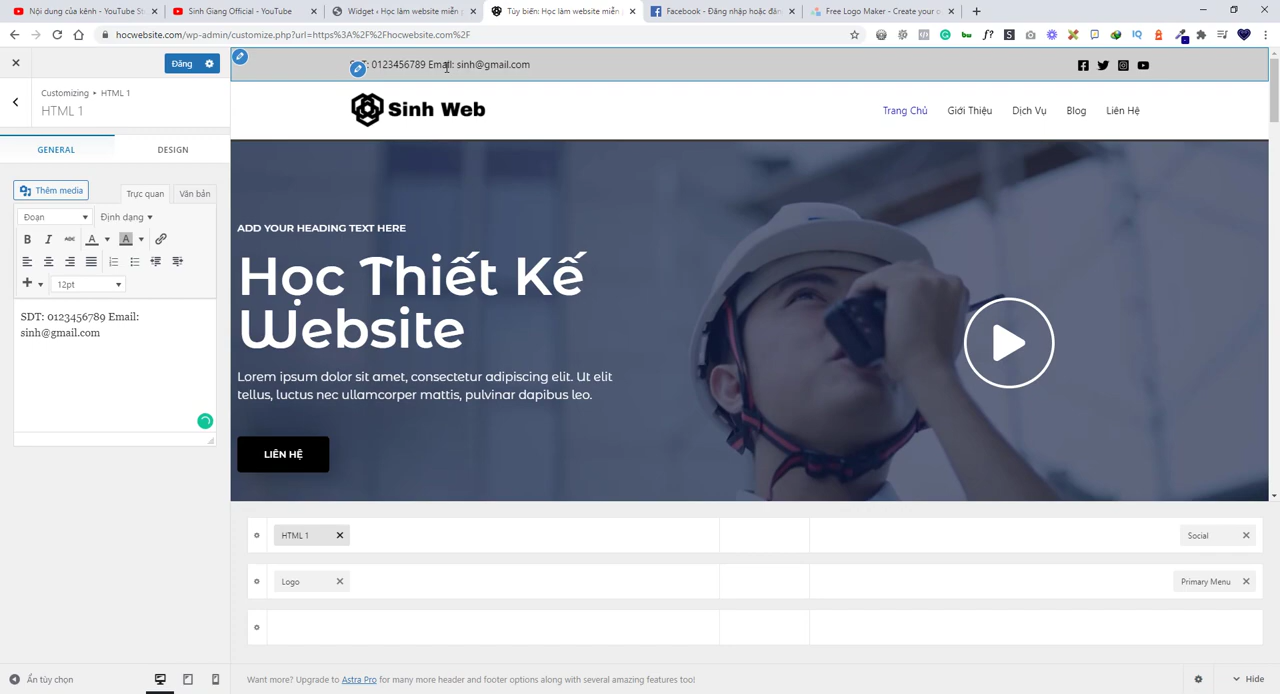 Nội dung của kênh - YouTube St
Sinh Giang Official - YouTube
Widget ‹ Học làm website miễn p
Tùy biến: Học làm website miễn
Facebook - Đăng nhập hoặc đăn
Free Logo Maker - Create your o
hocwebsite.com/wp-admin/customize.php?url=https%3A%2F%2Fhocwebsite.com%2F
Đăng
Customizing ▸ HTML 1
HTML 1
GENERAL
DESIGN
Thêm media
Trực quan
Văn bản
Đoạn
Định dạng
12pt
SDT: 0123456789 Email:
sinh@gmail.com
Ẩn tùy chọn
0123456789 Email: sinh@gmail.com
Sinh Web
Trang Chủ
Giới Thiệu
Dịch Vụ
Blog
Liên Hệ
ADD YOUR HEADING TEXT HERE
Học Thiết Kế
Website
Lorem ipsum dolor sit amet, consectetur adipiscing elit. Ut elit
tellus, luctus nec ullamcorper mattis, pulvinar dapibus leo.
LIÊN HỆ
HTML 1
Social
Logo
Primary Menu
Want more? Upgrade to Astra Pro for many more header and footer options along with several amazing features too!
Hide